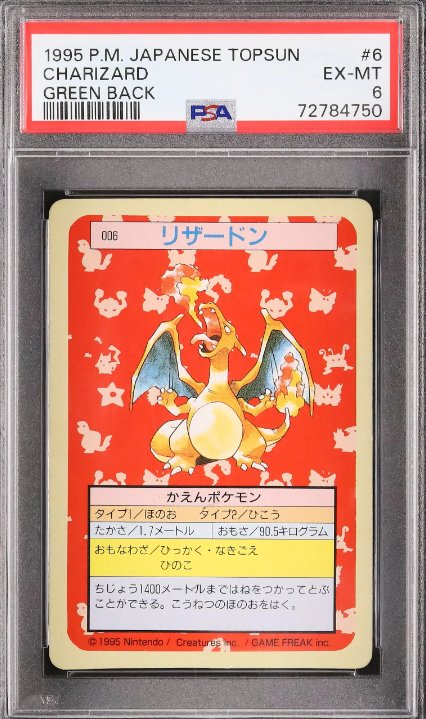 1995 P.M. JAPANESE TOPSUN #6
CHARIZARD EX-MT
GREEN BACK 6
PSA 72784750
006 リザードン
かえんポケモン
タイプ1/ほのお タイプ2/ひこう
たかさ/1.7メートル おもさ/90.5キログラム
おもなわざ/ひっかく・なきごえ
ひのこ
ちじょう1400メートルまではねをつかってとぶ
ことができる。こうねつのほのおをはく。
©1995 Nintendo / Creatures inc. / GAME FREAK inc.